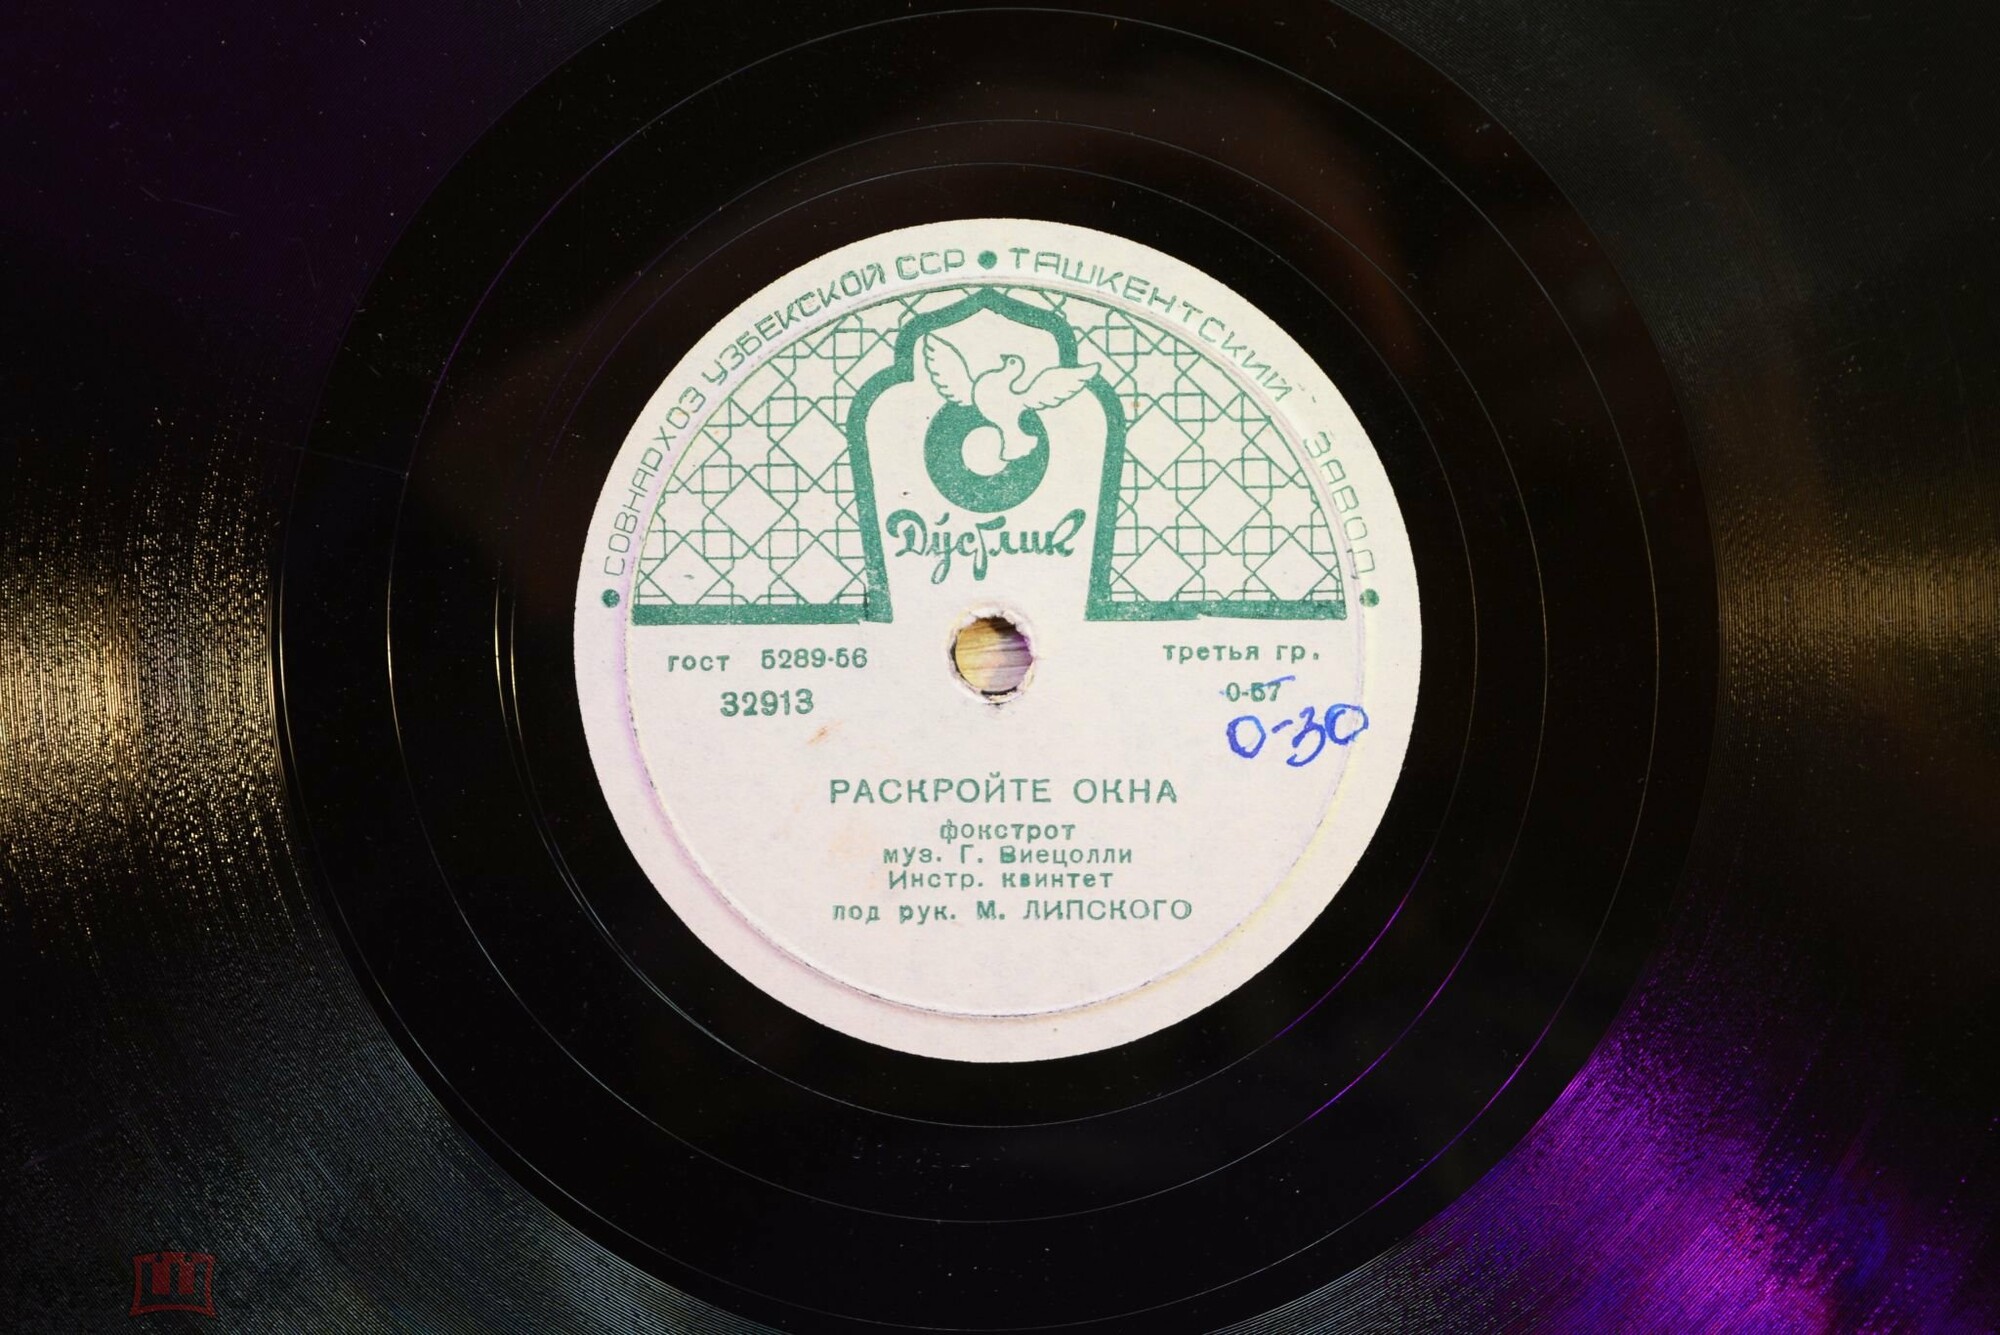 СОВНАРХОЗ УЗБЕКСКОЙ ССР • ТАШКЕНТСКИЙ ЗАВОД
Дўстлик
гост 5289-56
третья гр.
32913
0-57
0-30
РАСКРОЙТЕ ОКНА
фокстрот
муз. Г. Виецолли
Инстр. квинтет
под рук. М. ЛИПСКОГО